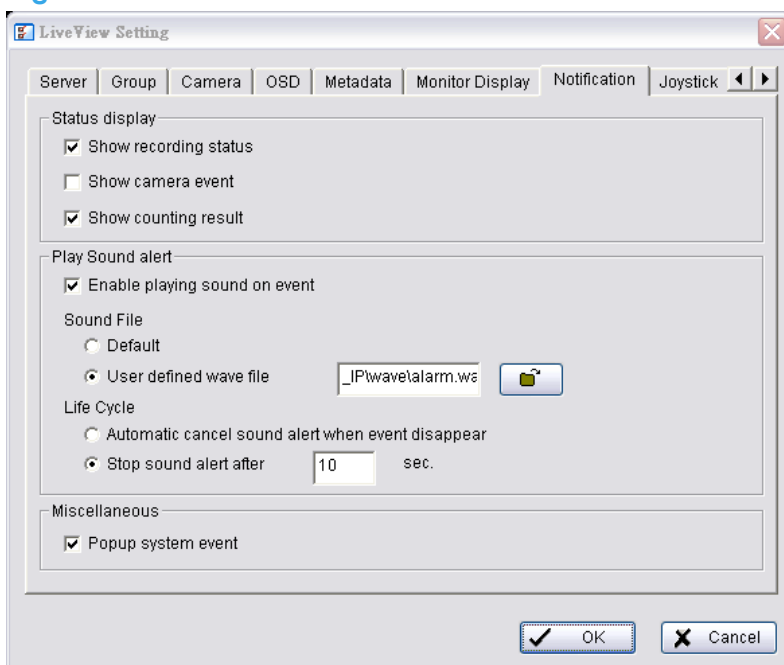 LiveView Setting
Server Group Camera OSD Metadata Monitor Display Notification Joystick
Status display
Show recording status
Show camera event
Show counting result
Play Sound alert
Enable playing sound on event
Sound File
Default
User defined wave file _IP\wave\alarm.wa
Life Cycle
Automatic cancel sound alert when event disappear
Stop sound alert after 10 sec.
Miscellaneous
Popup system event
OK Cancel